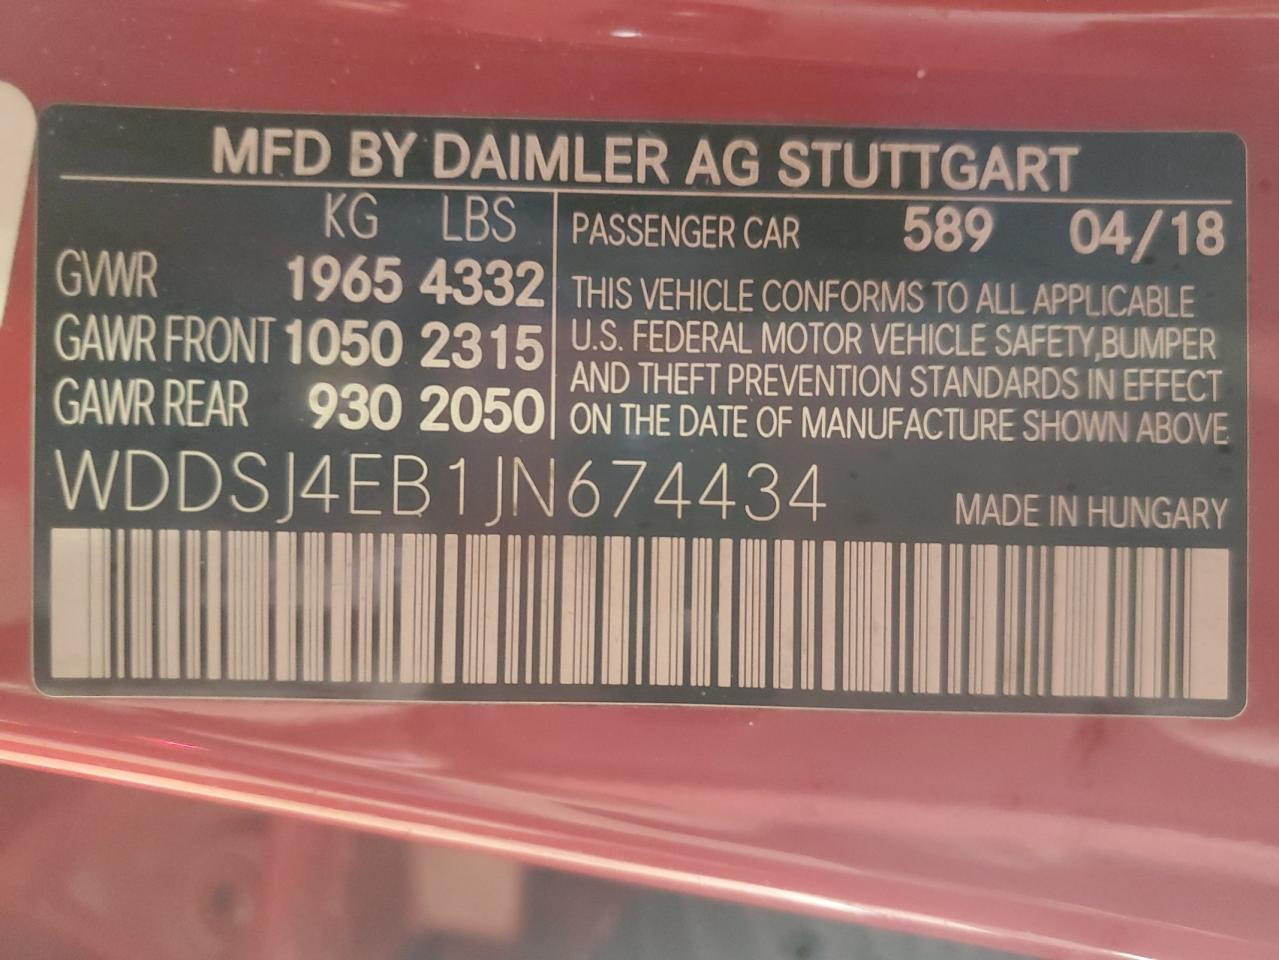 MFD BY DAIMLER AG STUTTGART
KG LBS
GVWR 1965 4332
GAWR FRONT 1050 2315
GAWR REAR 930 2050
PASSENGER CAR 589 04/18
THIS VEHICLE CONFORMS TO ALL APPLICABLE
U.S. FEDERAL MOTOR VEHICLE SAFETY,BUMPER
AND THEFT PREVENTION STANDARDS IN EFFECT
ON THE DATE OF MANUFACTURE SHOWN ABOVE
WDDSJ4EB1JN674434
MADE IN HUNGARY